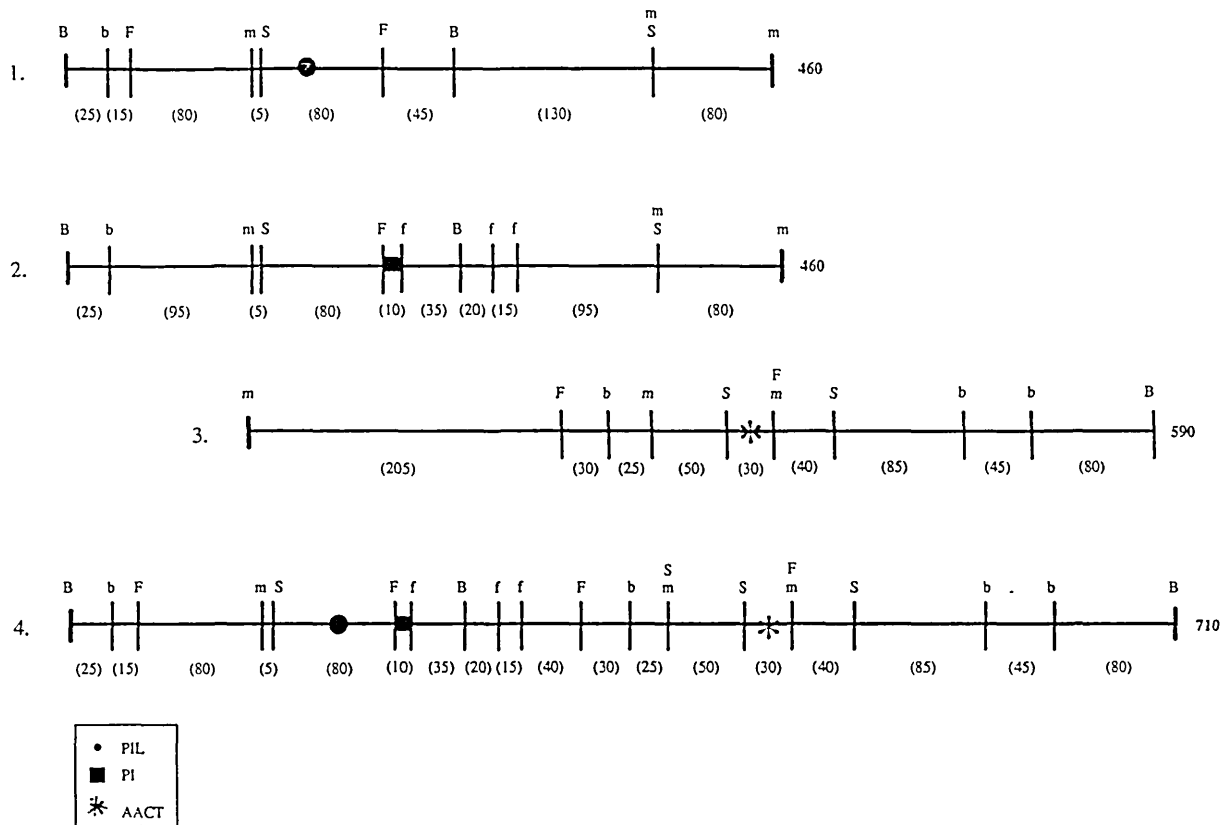 m
B b F m S F B S m
1. 460
(25) (15) (80) (5) (80) (45) (130) (80)
m
B b m S F f B f f S m
2. 460
(25) (95) (5) (80) (10) (35) (20) (15) (95) (80)
F
m F b m S m S b b B
3. 590
(205) (30) (25) (50) (30) (40) (85) (45) (80)
S F
B b F m S F f B f f F b m S m S b b B
4. 710
(25) (15) (80) (5) (80) (10) (35) (20) (15) (40) (30) (25) (50) (30) (40) (85) (45) (80)
PIL
PI
AACT